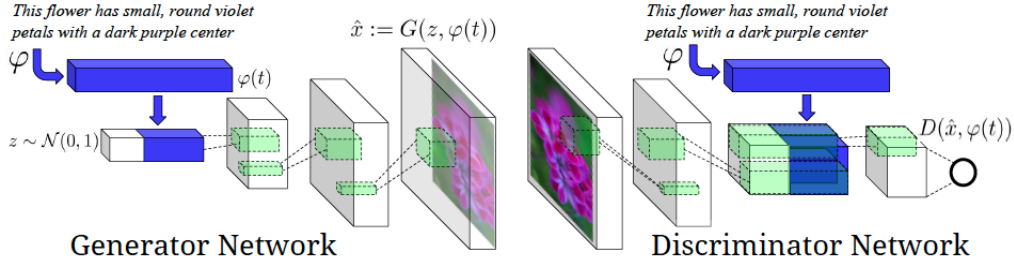 This flower has small, round violet
petals with a dark purple center
φ
φ(t)
z ∼ 𝒩(0, 1)
x̂ := G(z, φ(t))
Generator Network
This flower has small, round violet
petals with a dark purple center
φ
D(x̂, φ(t))
Discriminator Network